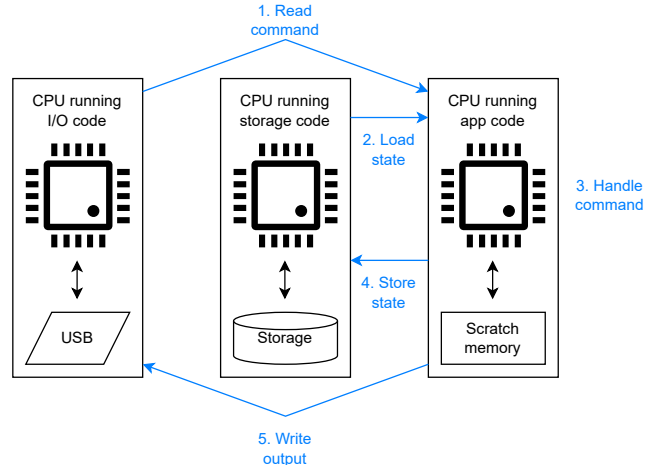 1. Read
command
CPU running
I/O code
CPU running
storage code
CPU running
app code
2. Load
state
3. Handle
command
4. Store
state
USB
Storage
Scratch
memory
5. Write
output